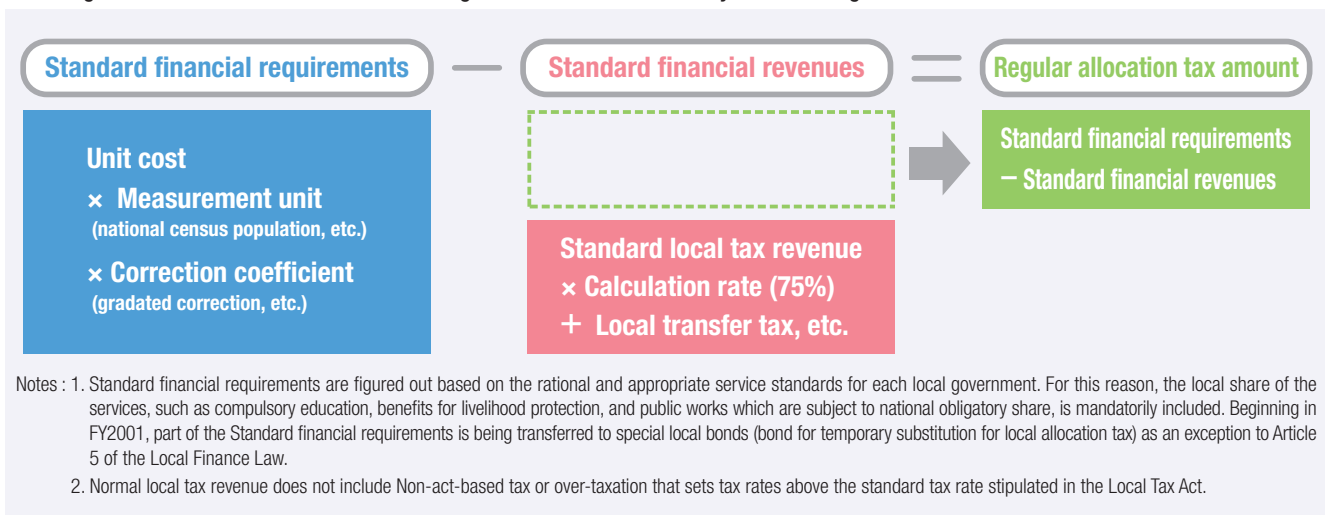 Standard financial requirements − Standard financial revenues = Regular allocation tax amount
Unit cost
× Measurement unit
(national census population, etc.)
× Correction coefficient
(gradated correction, etc.)
Standard local tax revenue
× Calculation rate (75%)
+ Local transfer tax, etc.
Standard financial requirements
− Standard financial revenues
Notes : 1. Standard financial requirements are figured out based on the rational and appropriate service standards for each local government. For this reason, the local share of the
services, such as compulsory education, benefits for livelihood protection, and public works which are subject to national obligatory share, is mandatorily included. Beginning in
FY2001, part of the Standard financial requirements is being transferred to special local bonds (bond for temporary substitution for local allocation tax) as an exception to Article
5 of the Local Finance Law.
2. Normal local tax revenue does not include Non-act-based tax or over-taxation that sets tax rates above the standard tax rate stipulated in the Local Tax Act.